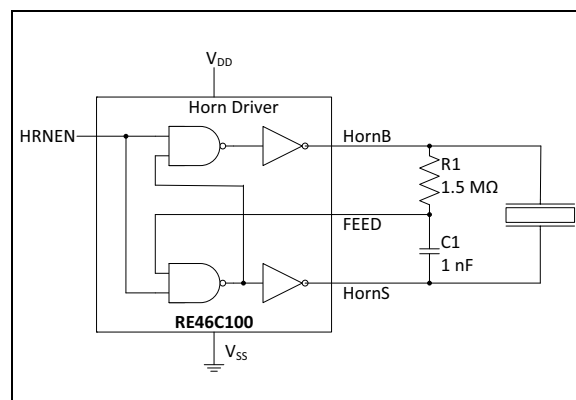 VDD
Horn Driver
HRNEN
HornB
R1
1.5 MΩ
FEED
C1
1 nF
HornS
RE46C100
VSS